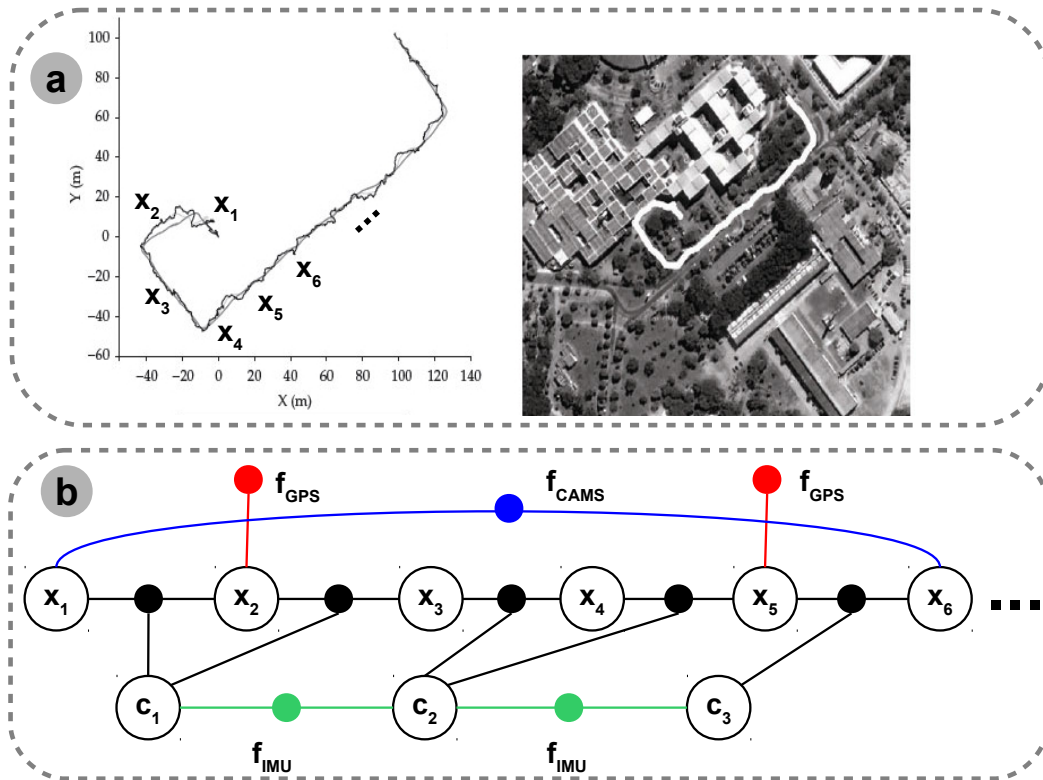 a
100
80
60
40
20
0
−20
−40
−60
Y (m)
−40 −20 0 20 40 60 80 100 120 140
X (m)
x2 x1
x3
x4
x5
x6
b
fGPS fCAMS fGPS
x1 x2 x3 x4 x5 x6
c1 c2 c3
fIMU fIMU